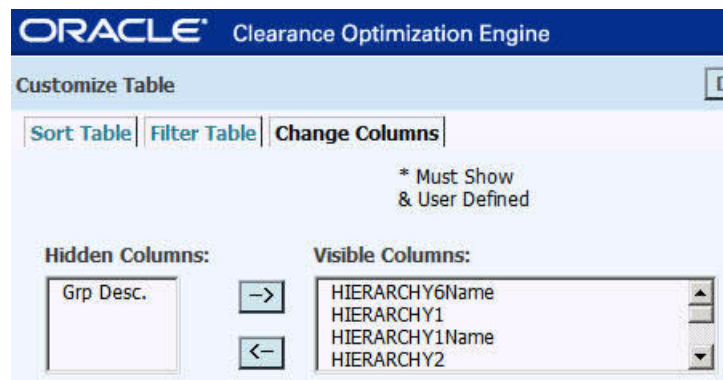 ORACLE® Clearance Optimization Engine
Customize Table
Sort Table Filter Table Change Columns
* Must Show
& User Defined
Hidden Columns: Visible Columns:
Grp Desc. --> HIERARCHY6Name
HIERARCHY1
HIERARCHY1Name
<-- HIERARCHY2